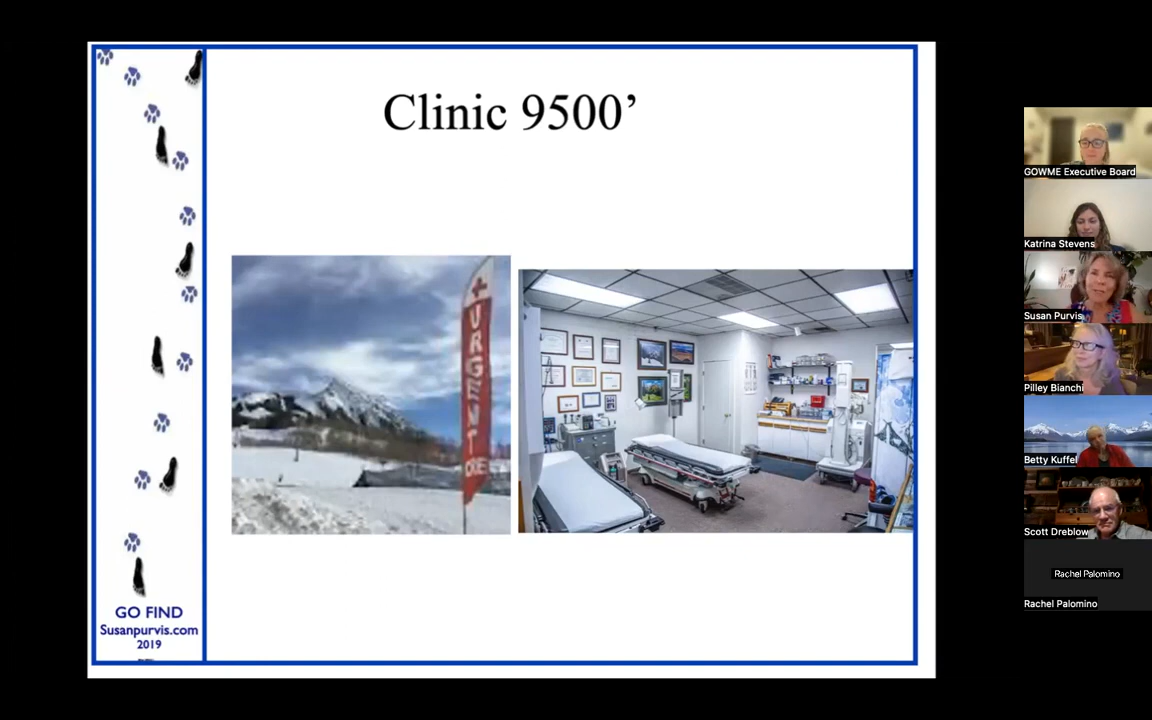 Clinic 9500’
URGENT
GO FIND
Susanpurvis.com
2019
GOWME Executive Board
Katrina Stevens
Susan Purvis
Pilley Bianchi
Betty Kuffel
Scott Dreblow
Rachel Palomino
Rachel Palomino